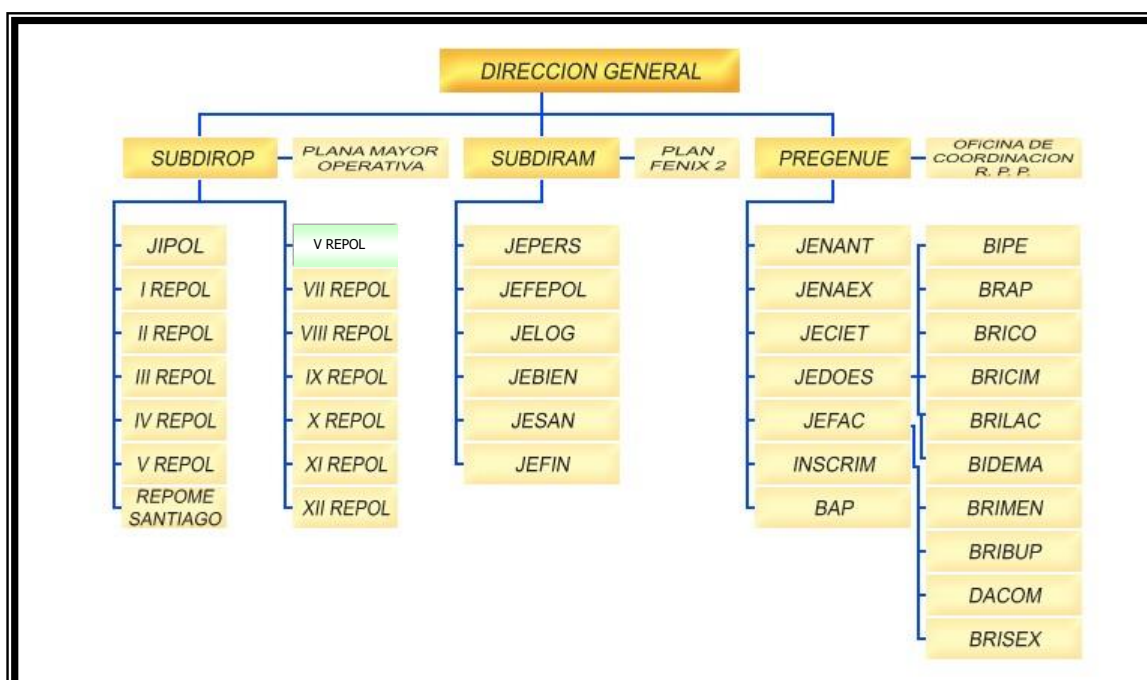 DIRECCION GENERAL
SUBDIROP
PLANA MAYOR
OPERATIVA
SUBDIRAM
PLAN
FENIX 2
PREGENUE
OFICINA DE
COORDINACION
R. P. P.
JIPOL
I REPOL
II REPOL
III REPOL
IV REPOL
V REPOL
REPOME
SANTIAGO
V REPOL
VII REPOL
VIII REPOL
IX REPOL
X REPOL
XI REPOL
XII REPOL
JEPERS
JEFEPOL
JELOG
JEBIEN
JESAN
JEFIN
JENANT
JENAEX
JECIET
JEDOES
JEFAC
INSCRIM
BAP
BIPE
BRAP
BRICO
BRICIM
BRILAC
BIDEMA
BRIMEN
BRIBUP
DACOM
BRISEX